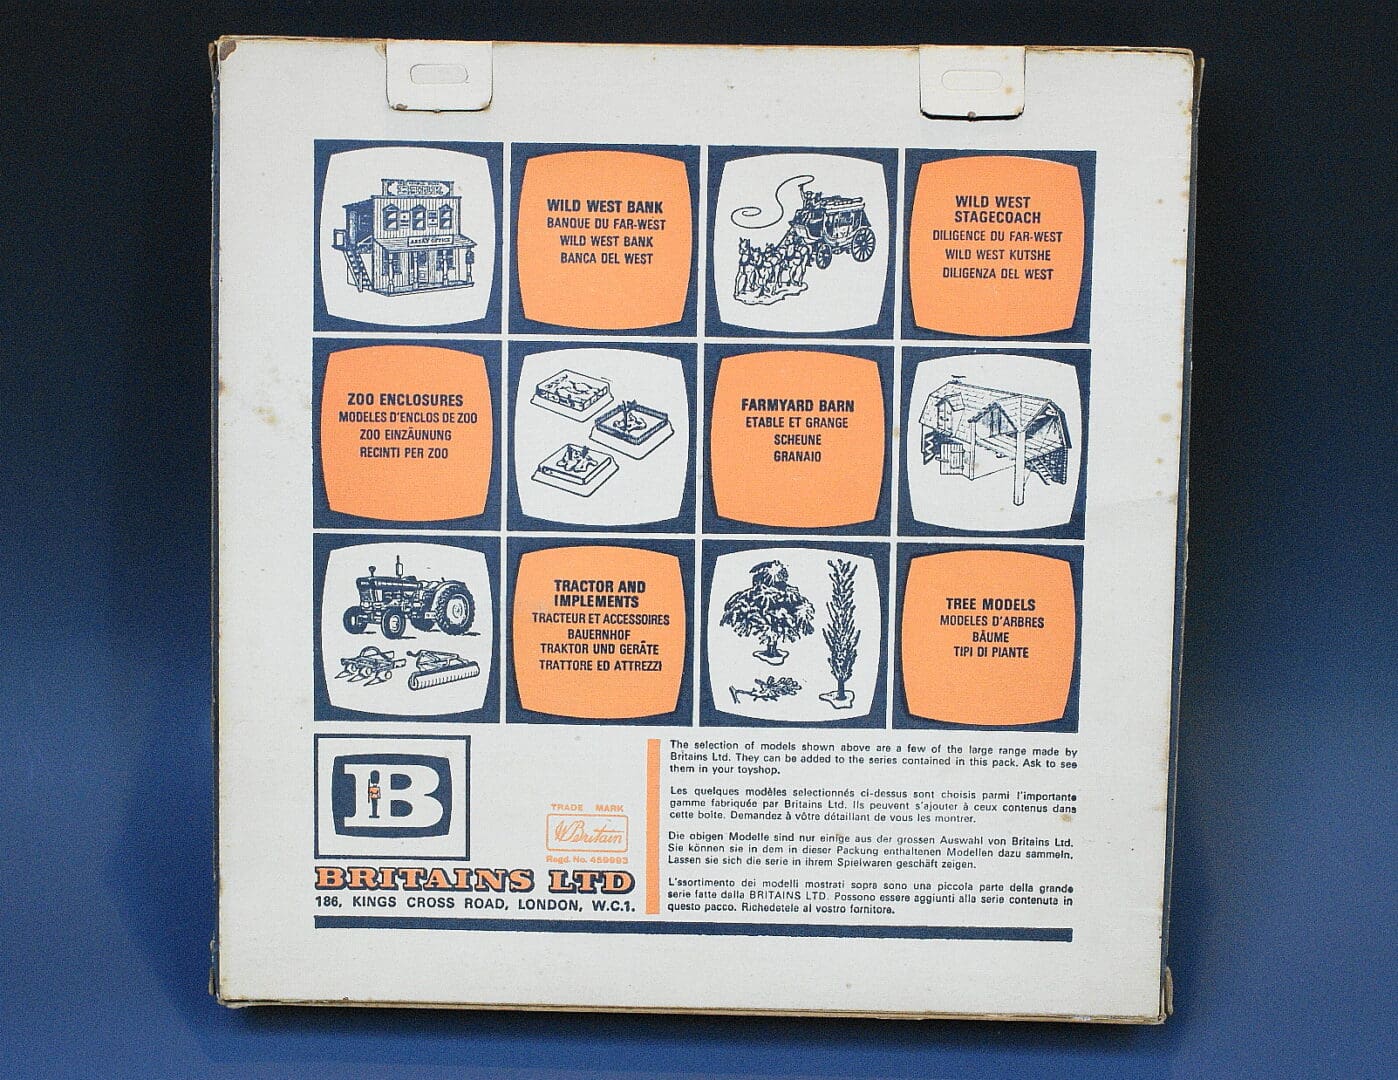 ASSAY OFFICE
WILD WEST BANK
BANQUE DU FAR-WEST
WILD WEST BANK
BANCA DEL WEST
WILD WEST
STAGECOACH
DILIGENCE DU FAR-WEST
WILD WEST KUTSHE
DILIGENZA DEL WEST
ZOO ENCLOSURES
MODELES D'ENCLOS DE ZOO
ZOO EINZÄUNUNG
RECINTI PER ZOO
FARMYARD BARN
ETABLE ET GRANGE
SCHEUNE
GRANAIO
TRACTOR AND
IMPLEMENTS
TRACTEUR ET ACCESSOIRES
BAUERNHOF
TRAKTOR UND GERÄTE
TRATTORE ED ATTREZZI
TREE MODELS
MODELES D'ARBRES
BÄUME
TIPI DI PIANTE
B
TRADE MARK
W Britain
Regd. No. 459993
BRITAINS LTD
186, KINGS CROSS ROAD, LONDON, W.C.1.
The selection of models shown above are a few of the large range made by
Britains Ltd. They can be added to the series contained in this pack. Ask to see
them in your toyshop.
Les quelques modèles selectionnés ci-dessus sont choisis parmi l'importante
gamme fabriquée par Britains Ltd. Ils peuvent s'ajouter à ceux contenus dans
cette boite. Demandez à vôtre détaillant de vous les montrer.
Die obigen Modelle sind nur einige aus der grossen Auswahl von Britains Ltd.
Sie können sie in dem in dieser Packung enthaltenen Modellen dazu sammeln.
Lassen sie sich die serie in ihrem Spielwaren geschäft zeigen.
L'ssortimento dei modelli mostrati sopra sono una piccola parte della grande
serie fatte dalla BRITAINS LTD. Possono essere aggiunti alla serie contenuta in
questo pacco. Richedetele al vostro fornitore.